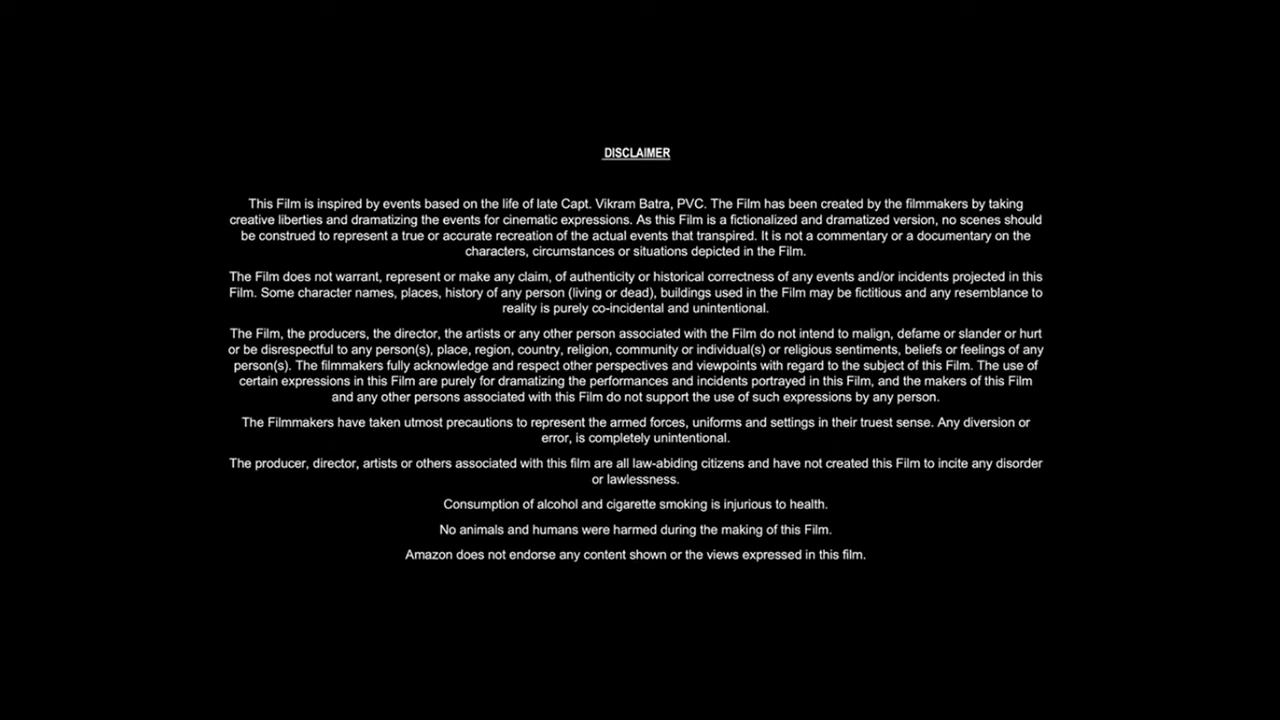 DISCLAIMER
This Film is inspired by events based on the life of late Capt. Vikram Batra, PVC. The Film has been created by the filmmakers by taking
creative liberties and dramatizing the events for cinematic expressions. As this Film is a fictionalized and dramatized version, no scenes should
be construed to represent a true or accurate recreation of the actual events that transpired. It is not a commentary or a documentary on the
characters, circumstances or situations depicted in the Film.
The Film does not warrant, represent or make any claim, of authenticity or historical correctness of any events and/or incidents projected in this
Film. Some character names, places, history of any person (living or dead), buildings used in the Film may be fictitious and any resemblance to
reality is purely co-incidental and unintentional.
The Film, the producers, the director, the artists or any other person associated with the Film do not intend to malign, defame or slander or hurt
or be disrespectful to any person(s), place, region, country, religion, community or individual(s) or religious sentiments, beliefs or feelings of any
person(s). The filmmakers fully acknowledge and respect other perspectives and viewpoints with regard to the subject of this Film. The use of
certain expressions in this Film are purely for dramatizing the performances and incidents portrayed in this Film, and the makers of this Film
and any other persons associated with this Film do not support the use of such expressions by any person.
The Filmmakers have taken utmost precautions to represent the armed forces, uniforms and settings in their truest sense. Any diversion or
error, is completely unintentional.
The producer, director, artists or others associated with this film are all law-abiding citizens and have not created this Film to incite any disorder
or lawlessness.
Consumption of alcohol and cigarette smoking is injurious to health.
No animals and humans were harmed during the making of this Film.
Amazon does not endorse any content shown or the views expressed in this film.